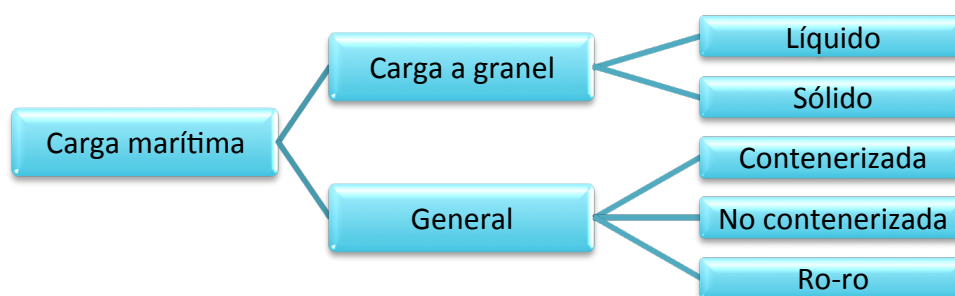 Carga marítima
Carga a granel
Líquido
Sólido
General
Contenerizada
No contenerizada
Ro-ro